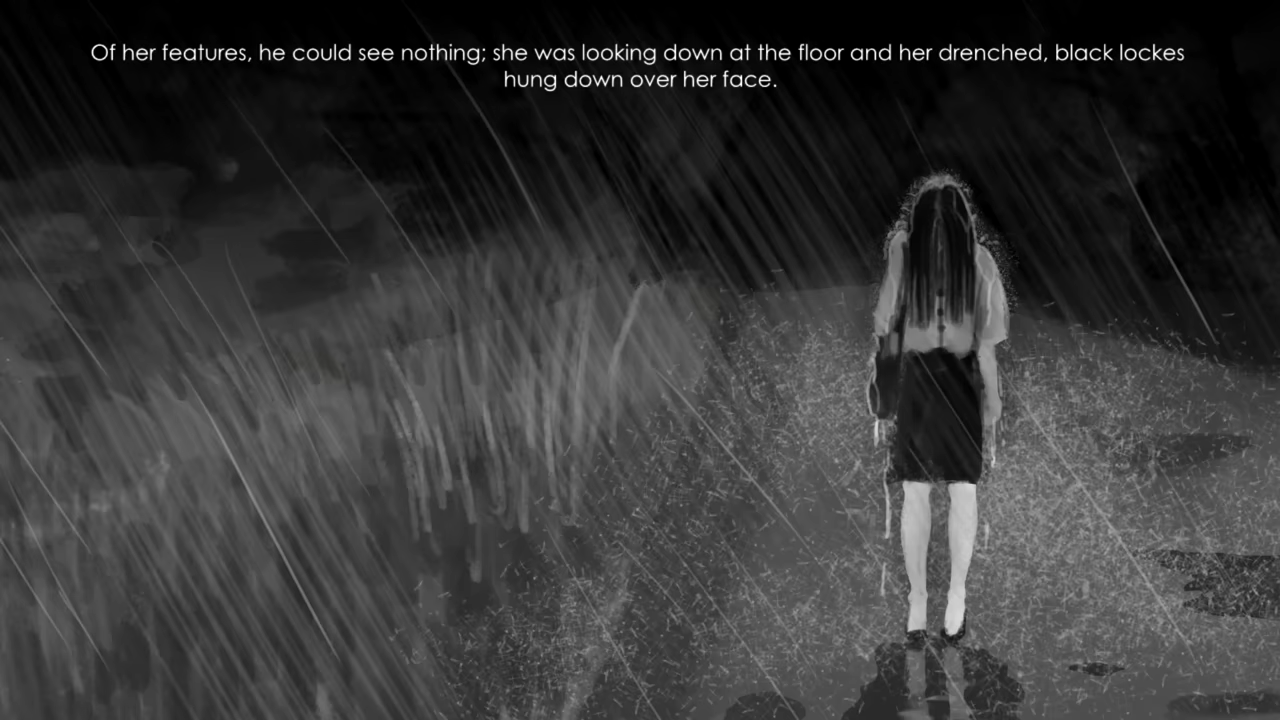 Of her features, he could see nothing; she was looking down at the floor and her drenched, black lockes
hung down over her face.